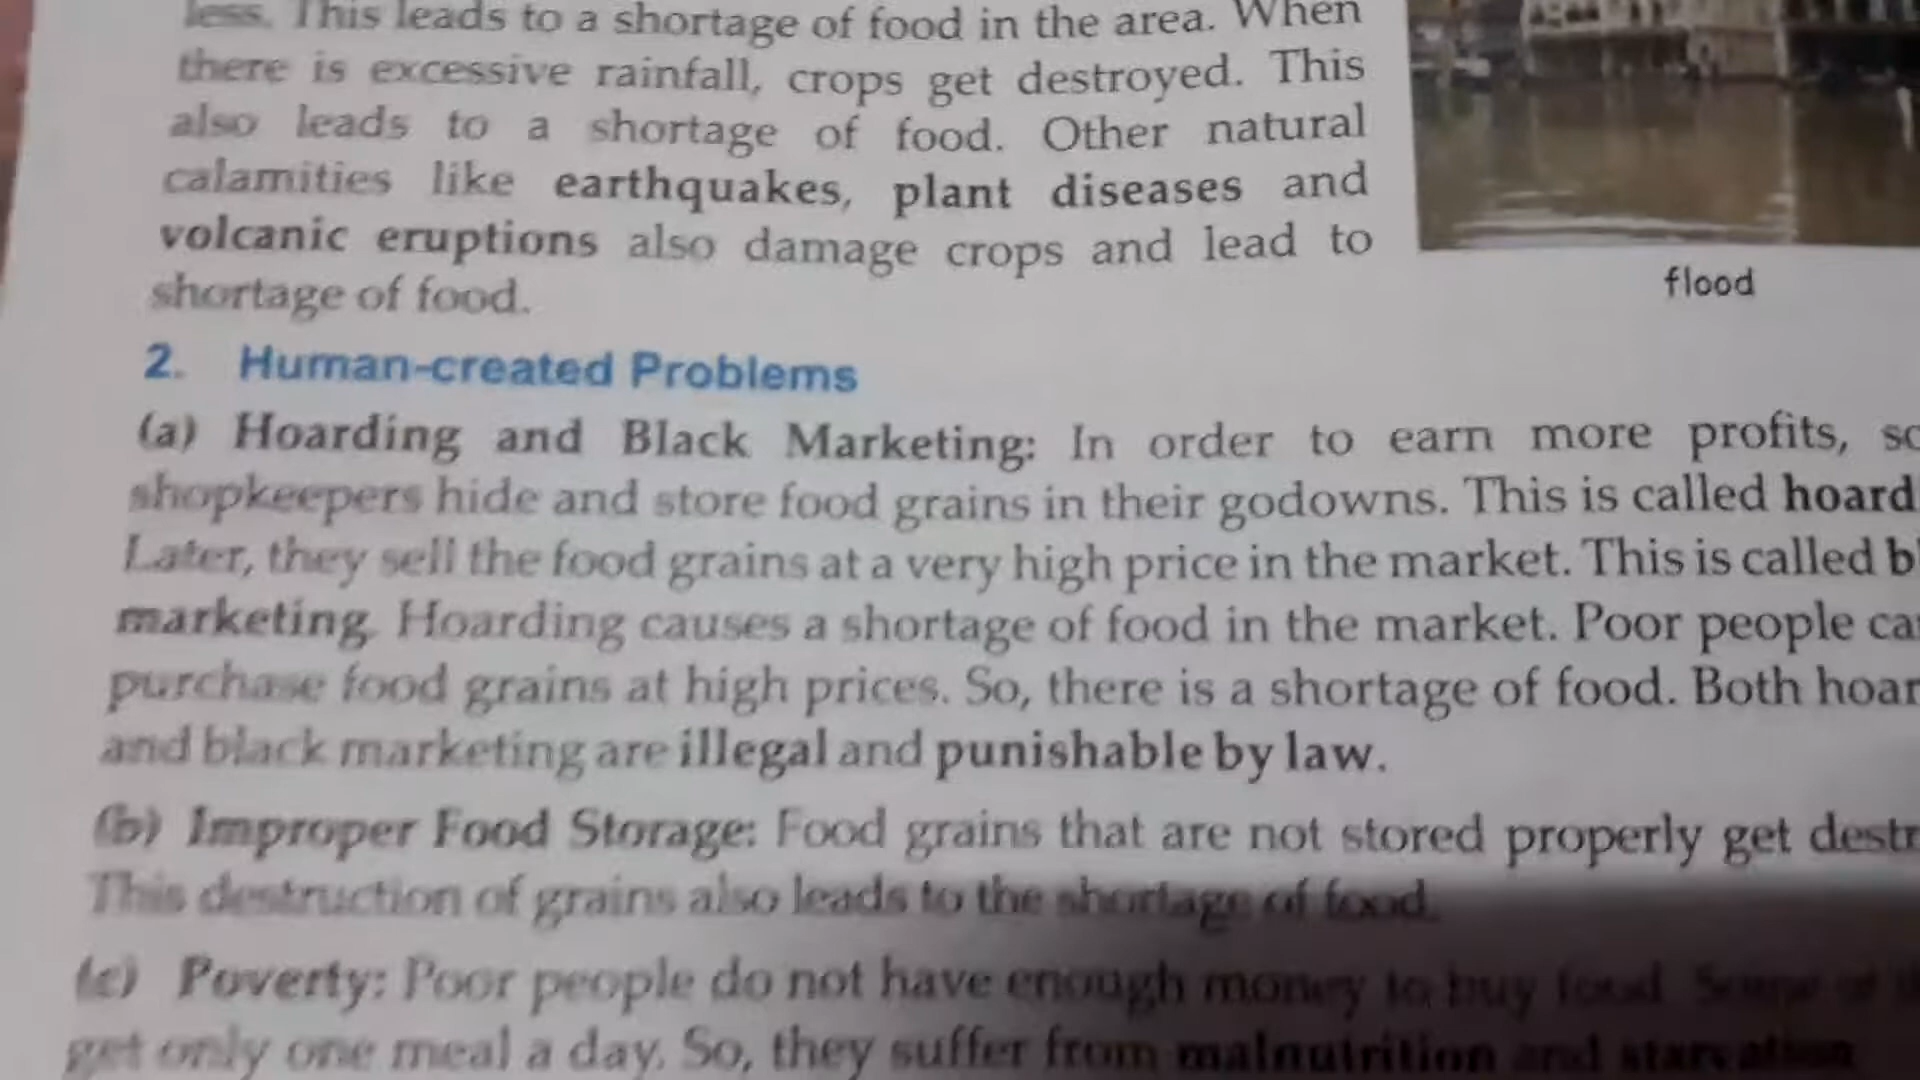 less. This leads to a shortage of food in the area. When
there is excessive rainfall, crops get destroyed. This
also leads to a shortage of food. Other natural
calamities like earthquakes, plant diseases and
volcanic eruptions also damage crops and lead to
shortage of food.
flood
2. Human-created Problems
(a) Hoarding and Black Marketing: In order to earn more profits,
shopkeepers hide and store food grains in their godowns. This is called hoard
Later, they sell the food grains at a very high price in the market. This is called
marketing. Hoarding causes a shortage of food in the market. Poor people
purchase food grains at high prices. So, there is a shortage of food. Both hoar
and black marketing are illegal and punishable by law.
(b) Improper Food Storage: Food grains that are not stored properly get destr
This destruction of grains also leads to the shortage of food.
(c) Poverty: Poor people do not have enough money to buy food. Some of
get only one meal a day. So, they suffer from malnutrition and starvation